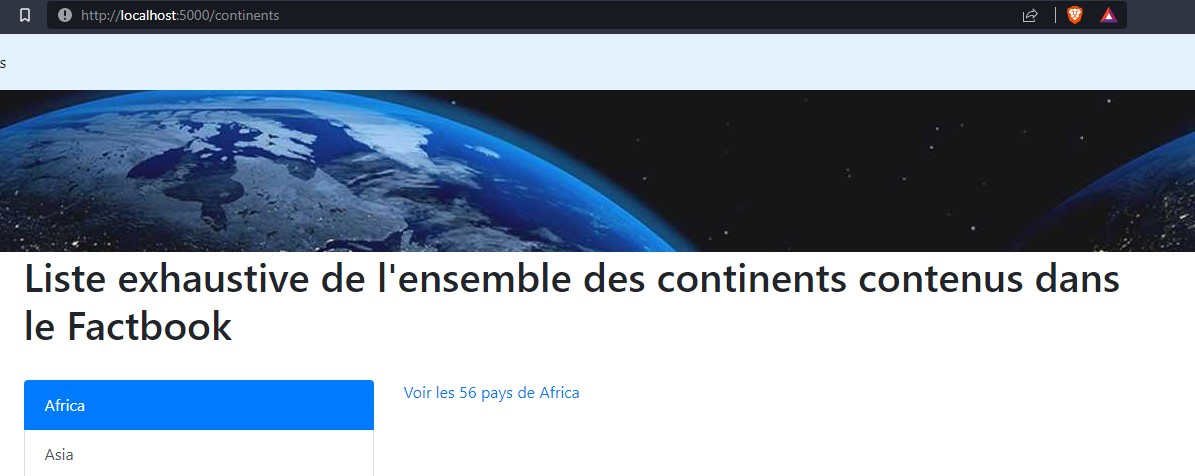 http://localhost:5000/continents
s
Liste exhaustive de l'ensemble des continents contenus dans
le Factbook
Africa
Voir les 56 pays de Africa
Asia